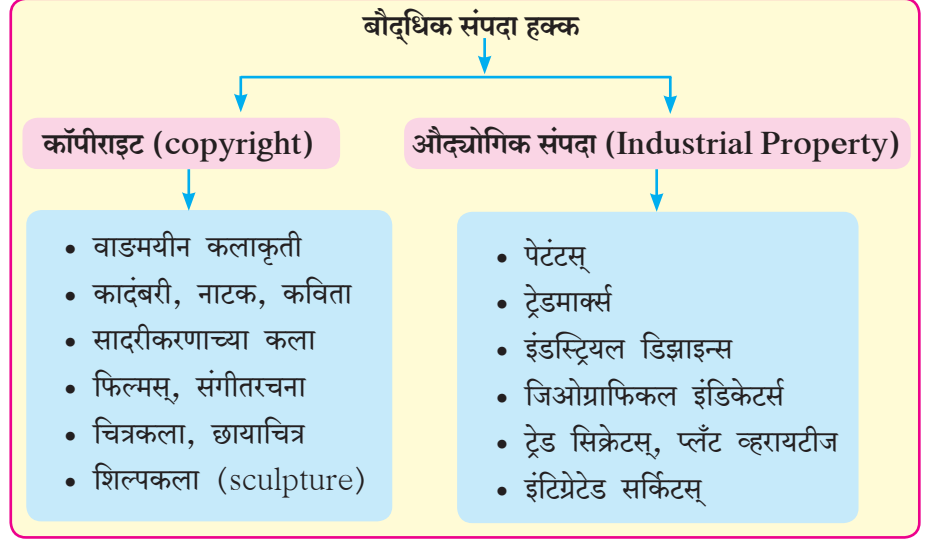 बौद्धिक संपदा हक्क
कॉपीराइट (copyright)
औद्योगिक संपदा (Industrial Property)
• वाङमयीन कलाकृती
• कादंबरी, नाटक, कविता
• सादरीकरणाच्या कला
• फिल्मस्, संगीतरचना
• चित्रकला, छायाचित्र
• शिल्पकला (sculpture)
• पेटंटस्
• ट्रेडमार्क्स
• इंडस्ट्रियल डिझाइन्स
• जिओग्राफिकल इंडिकेटर्स
• ट्रेड सिक्रेटस्, प्लँट व्हरायटीज
• इंटिग्रेटेड सर्किटस्